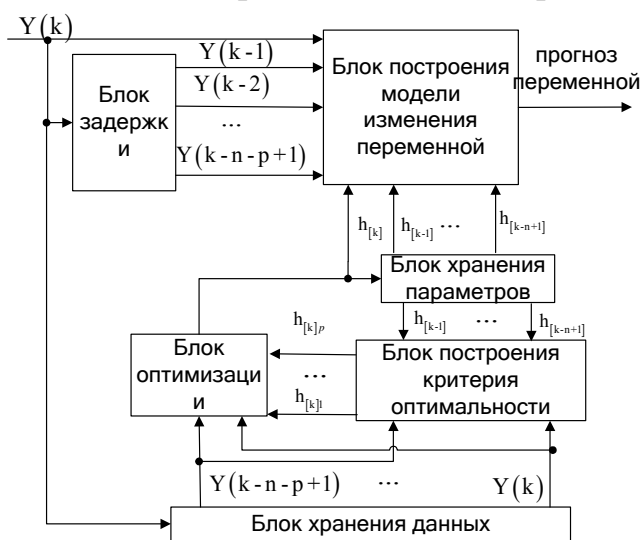 Y(k)
Y(k-1)
Y(k-2)
...
Y(k-n-p+1)
Блок
задержк
и
Блок построения
модели
изменения
переменной
прогноз
переменной
h[k]
h[k-1]
...
h[k-n+1]
Блок хранения
параметров
h[k-1]
...
h[k-n+1]
h[k]p
...
h[k]1
Блок
оптимизаци
и
Блок построения
критерия
оптимальности
Y(k-n-p+1)
...
Y(k)
Блок хранения данных